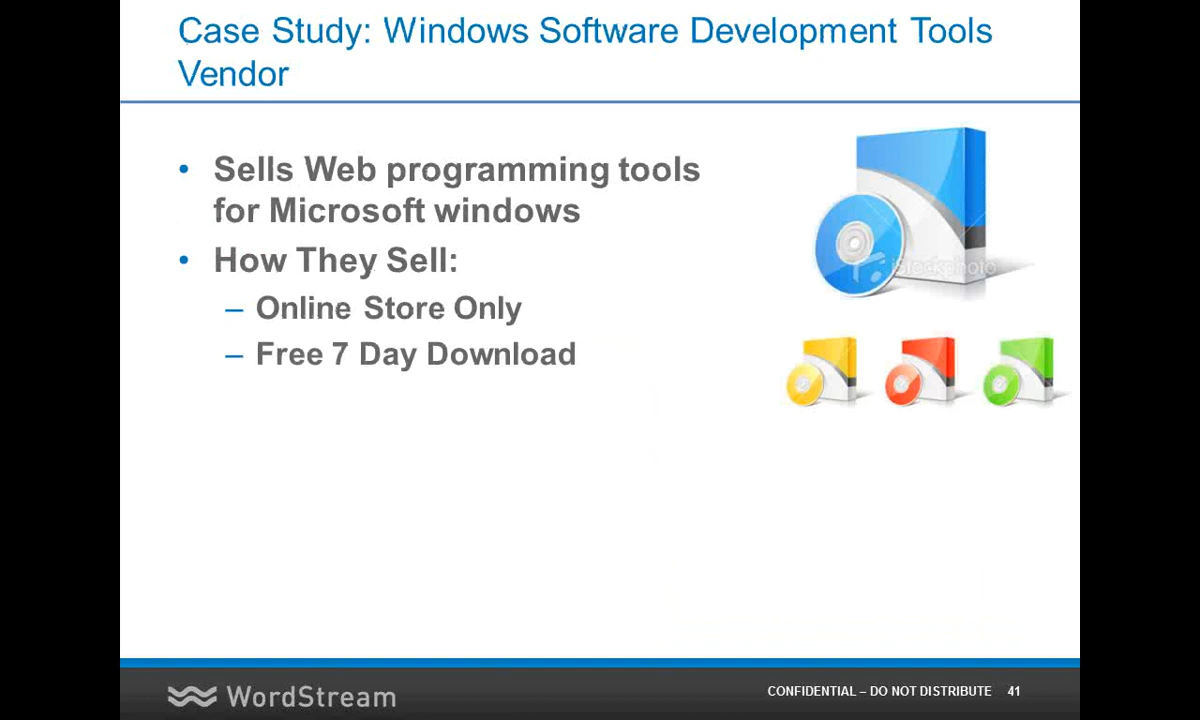 Case Study: Windows Software Development Tools
Vendor
• Sells Web programming tools
for Microsoft windows
• How They Sell:
– Online Store Only
– Free 7 Day Download
iStockphoto
WordStream
CONFIDENTIAL – DO NOT DISTRIBUTE 41